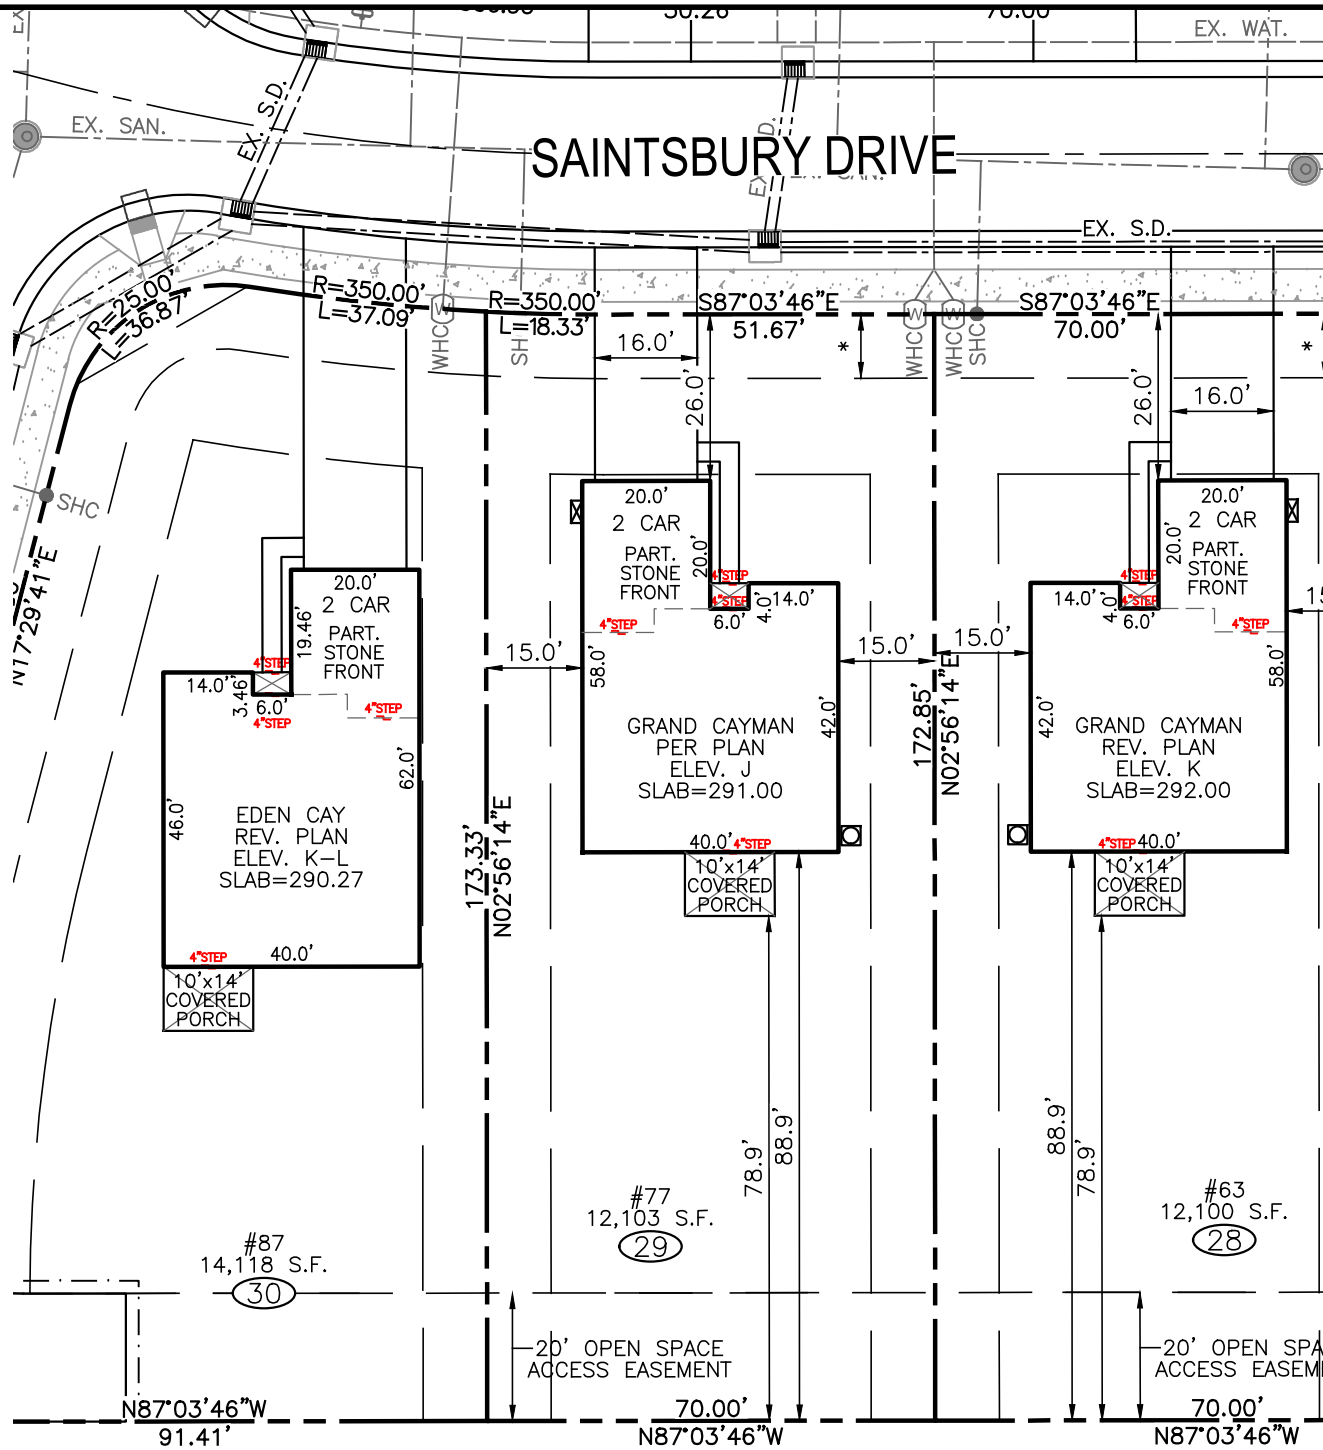 50.26'
70.00'
EX. WAT.
EX. SAN.
EX. S.D.
SAINTSBURY DRIVE
EX. S.D.
R=25.00'
L=36.87'
R=350.00'
L=37.09'
R=350.00'
L=18.33'
S87°03'46"E
51.67'
S87°03'46"E
70.00'
W
W
W
WHC
SH
WHC
WHC
SHC
*
*
16.0'
26.0'
26.0'
16.0'
SHC
N17°29'41"E
20.0'
2 CAR
PART.
STONE
FRONT
19.46'
4"STEP
14.0'
3.46'
6.0'
4"STEP
4"STEP
62.0'
46.0'
EDEN CAY
REV. PLAN
ELEV. K-L
SLAB=290.27
4"STEP
40.0'
10'x14'
COVERED
PORCH
15.0'
173.33'
N02°56'14"E
20.0'
2 CAR
PART.
STONE
FRONT
20.0'
4"STEP
4"STEP
6.0'
4.0'
14.0'
4"STEP
58.0'
42.0'
GRAND CAYMAN
PER PLAN
ELEV. J
SLAB=291.00
40.0'
4"STEP
10'x14'
COVERED
PORCH
15.0'
15.0'
172.85'
N02°56'14"E
20.0'
2 CAR
PART.
STONE
FRONT
20.0'
4"STEP
4"STEP
14.0'
4.0'
6.0'
4"STEP
58.0'
42.0'
GRAND CAYMAN
REV. PLAN
ELEV. K
SLAB=292.00
4"STEP
40.0'
10'x14'
COVERED
PORCH
78.9'
88.9'
88.9'
78.9'
#87
14,118 S.F.
30
#77
12,103 S.F.
29
#63
12,100 S.F.
28
20' OPEN SPACE
ACCESS EASEMENT
20' OPEN SPA
ACCESS EASEM
N87°03'46"W
91.41'
70.00'
N87°03'46"W
70.00'
N87°03'46"W